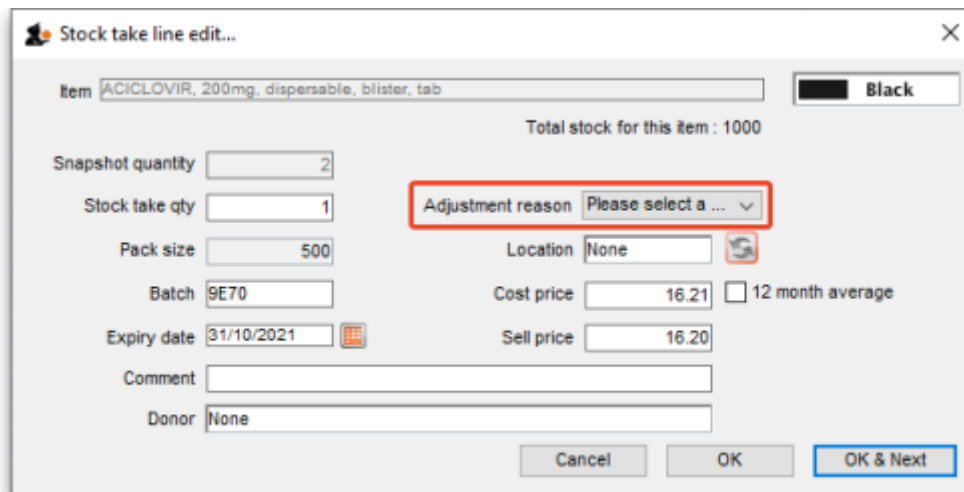 Stock take line edit...
Item ACICLOVIR, 200mg, dispersable, blister, tab Black
Total stock for this item : 1000
Snapshot quantity 2
Stock take qty 1 Adjustment reason Please select a ...
Pack size 500 Location None
Batch 9E70 Cost price 16.21 12 month average
Expiry date 31/10/2021 Sell price 16.20
Comment
Donor None
Cancel OK OK & Next